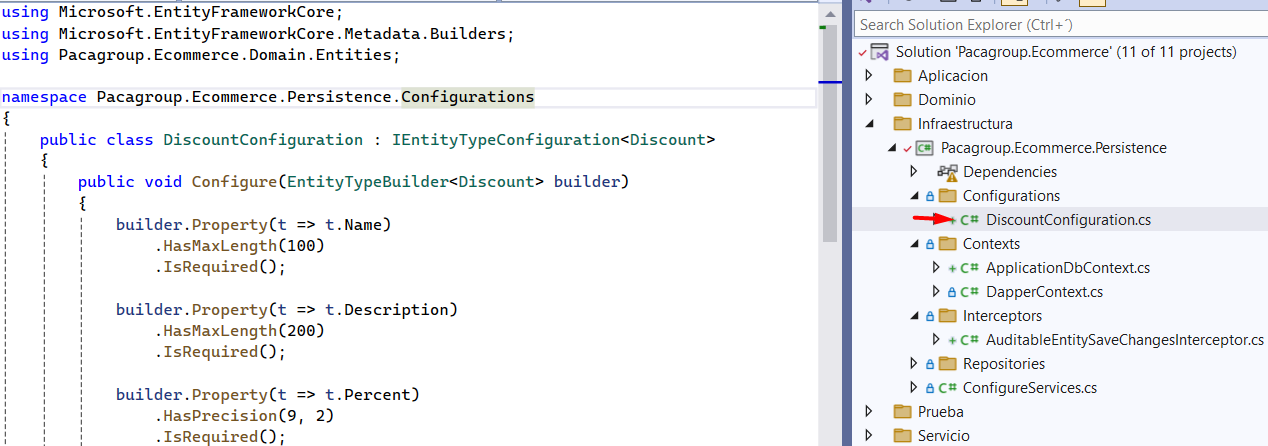 using Microsoft.EntityFrameworkCore;
using Microsoft.EntityFrameworkCore.Metadata.Builders;
using Pacagroup.Ecommerce.Domain.Entities;
namespace Pacagroup.Ecommerce.Persistence.Configurations
{
public class DiscountConfiguration : IEntityTypeConfiguration<Discount>
{
public void Configure(EntityTypeBuilder<Discount> builder)
{
builder.Property(t => t.Name)
.HasMaxLength(100)
.IsRequired();
builder.Property(t => t.Description)
.HasMaxLength(200)
.IsRequired();
builder.Property(t => t.Percent)
.HasPrecision(9, 2)
.IsRequired();
Search Solution Explorer (Ctrl+´)
Solution 'Pacagroup.Ecommerce' (11 of 11 projects)
Aplicacion
Dominio
Infraestructura
C# Pacagroup.Ecommerce.Persistence
Dependencies
Configurations
+ C# DiscountConfiguration.cs
Contexts
+ C# ApplicationDbContext.cs
C# DapperContext.cs
Interceptors
+ C# AuditableEntitySaveChangesInterceptor.cs
Repositories
C# ConfigureServices.cs
Prueba
Servicio